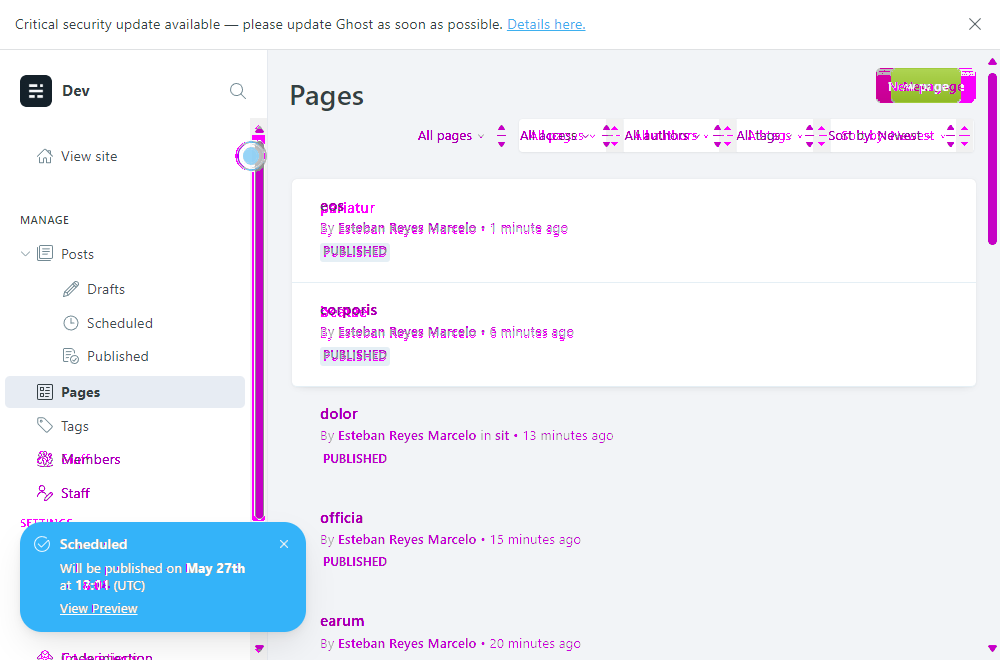 Critical security update available — please update Ghost as soon as possible. Details here.
Dev
View site
MANAGE
Posts
Drafts
Scheduled
Published
Pages
Tags
Members
Staff
SETTINGS
Scheduled
Will be published on May 27th
at (UTC)
View Preview
Pages
New page
All pages All access All authors All tags Sort by: Newest
By Esteban Reyes Marcelo • 1 minute ago
PUBLISHED
corporis
By Esteban Reyes Marcelo • 6 minutes ago
PUBLISHED
dolor
By Esteban Reyes Marcelo in sit • 13 minutes ago
PUBLISHED
officia
By Esteban Reyes Marcelo • 15 minutes ago
PUBLISHED
earum
By Esteban Reyes Marcelo • 20 minutes ago